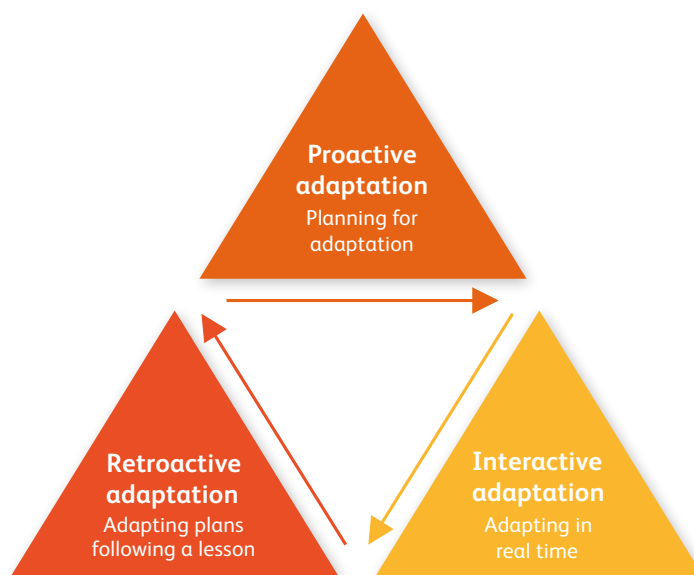 Proactive
adaptation
Planning for
adaptation
Retroactive
adaptation
Adapting plans
following a lesson
Interactive
adaptation
Adapting in
real time